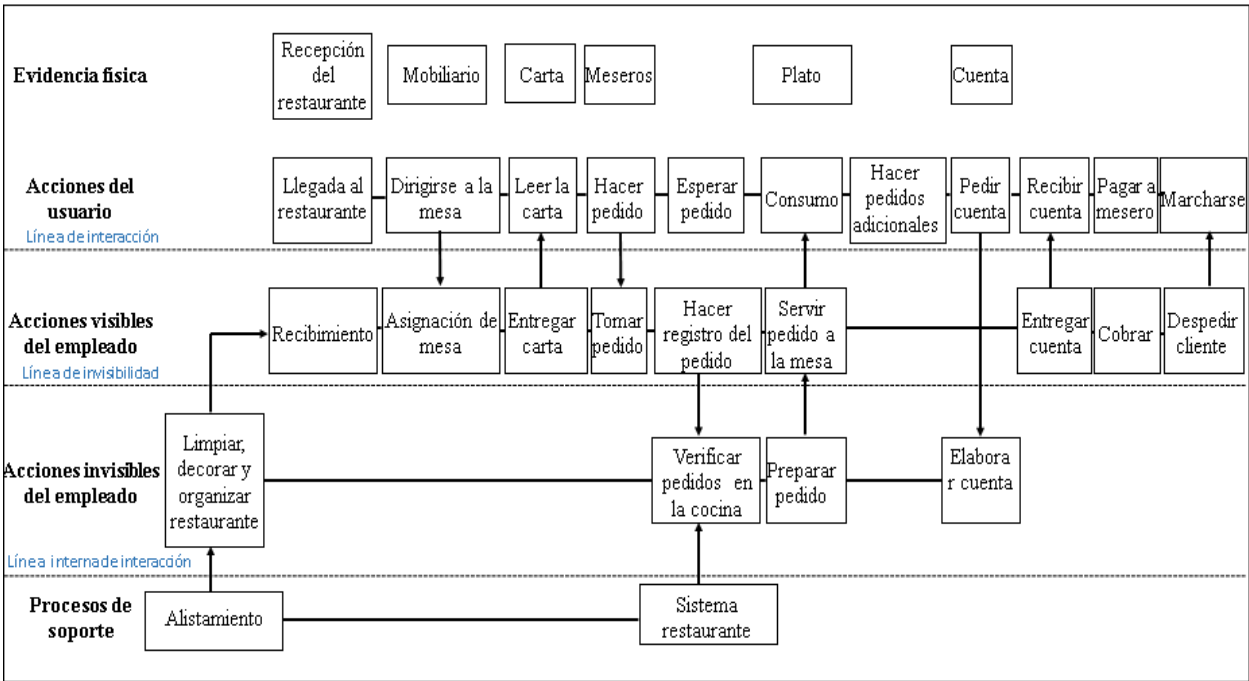 Evidencia física
Recepción
del
restaurante
Mobiliario
Carta
Meseros
Plato
Cuenta
Acciones del
usuario
Línea de interacción
Llegada al
restaurante
Dirigirse a la
mesa
Leer la
carta
Hacer
pedido
Esperar
pedido
Consumo
Hacer
pedidos
adicionales
Pedir
cuenta
Recibir
cuenta
Pagar a
mesero
Marcharse
Acciones visibles
del empleado
Línea de invisibilidad
Recibimiento
Asignación de
mesa
Entregar
carta
Tomar
pedido
Hacer
registro del
pedido
Servir
pedido a
la mesa
Entregar
cuenta
Cobrar
Despedir
cliente
Acciones invisibles
del empleado
Línea interna de interacción
Limpiar,
decorar y
organizar
restaurante
Verificar
pedidos en
la cocina
Preparar
pedido
Elabora
r cuenta
Procesos de
soporte
Alistamiento
Sistema
restaurante